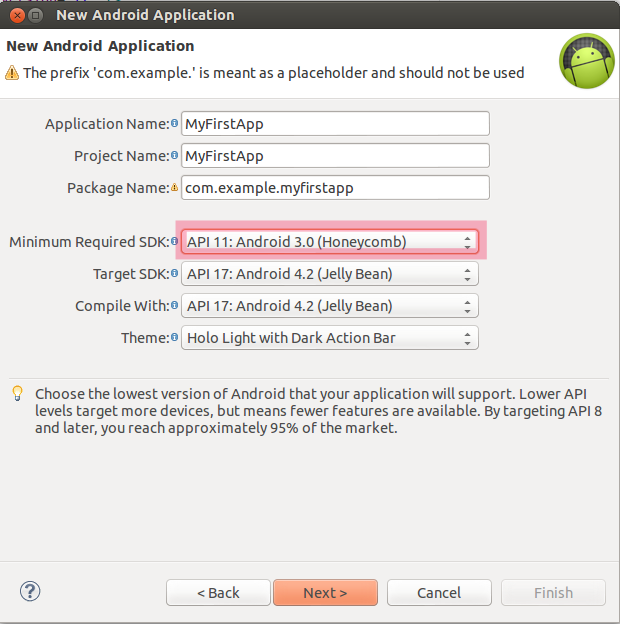 New Android Application
New Android Application
The prefix 'com.example.' is meant as a placeholder and should not be used
Application Name: MyFirstApp
Project Name: MyFirstApp
Package Name: com.example.myfirstapp
Minimum Required SDK: API 11: Android 3.0 (Honeycomb)
Target SDK: API 17: Android 4.2 (Jelly Bean)
Compile With: API 17: Android 4.2 (Jelly Bean)
Theme: Holo Light with Dark Action Bar
Choose the lowest version of Android that your application will support. Lower API
levels target more devices, but means fewer features are available. By targeting API 8
and later, you reach approximately 95% of the market.
? < Back Next > Cancel Finish